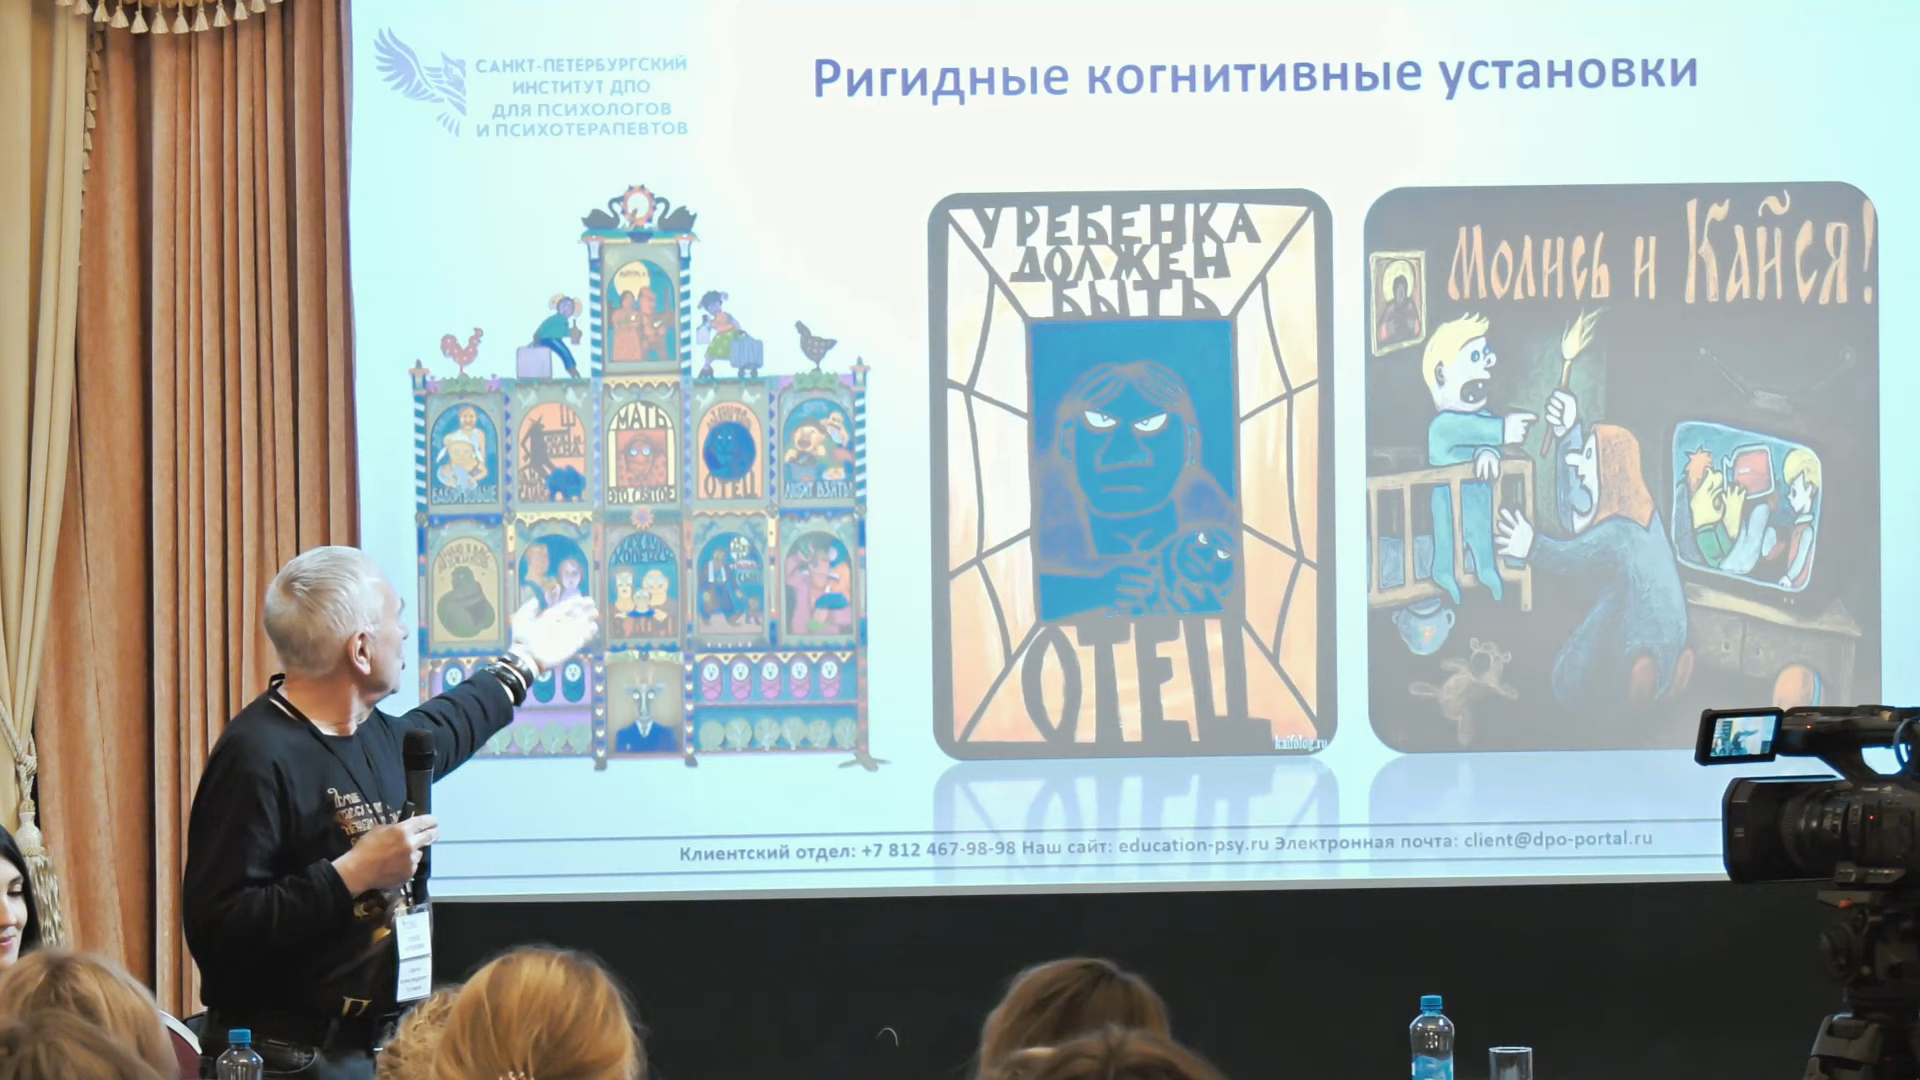 САНКТ-ПЕТЕРБУРГСКИЙ
ИНСТИТУТ ДПО
ДЛЯ ПСИХОЛОГОВ
И ПСИХОТЕРАПЕВТОВ
Ригидные когнитивные установки
МАТЬ
ЭТО СВЯТОЕ
ОТЕЦ
У РЕБЕНКА
ДОЛЖЕН
БЫТЬ
ОТЕЦ
kaifolog.ru
Молись и Кайся!
Клиентский отдел: +7 812 467-98-98 Наш сайт: education-psy.ru Электронная почта: client@dpo-portal.ru